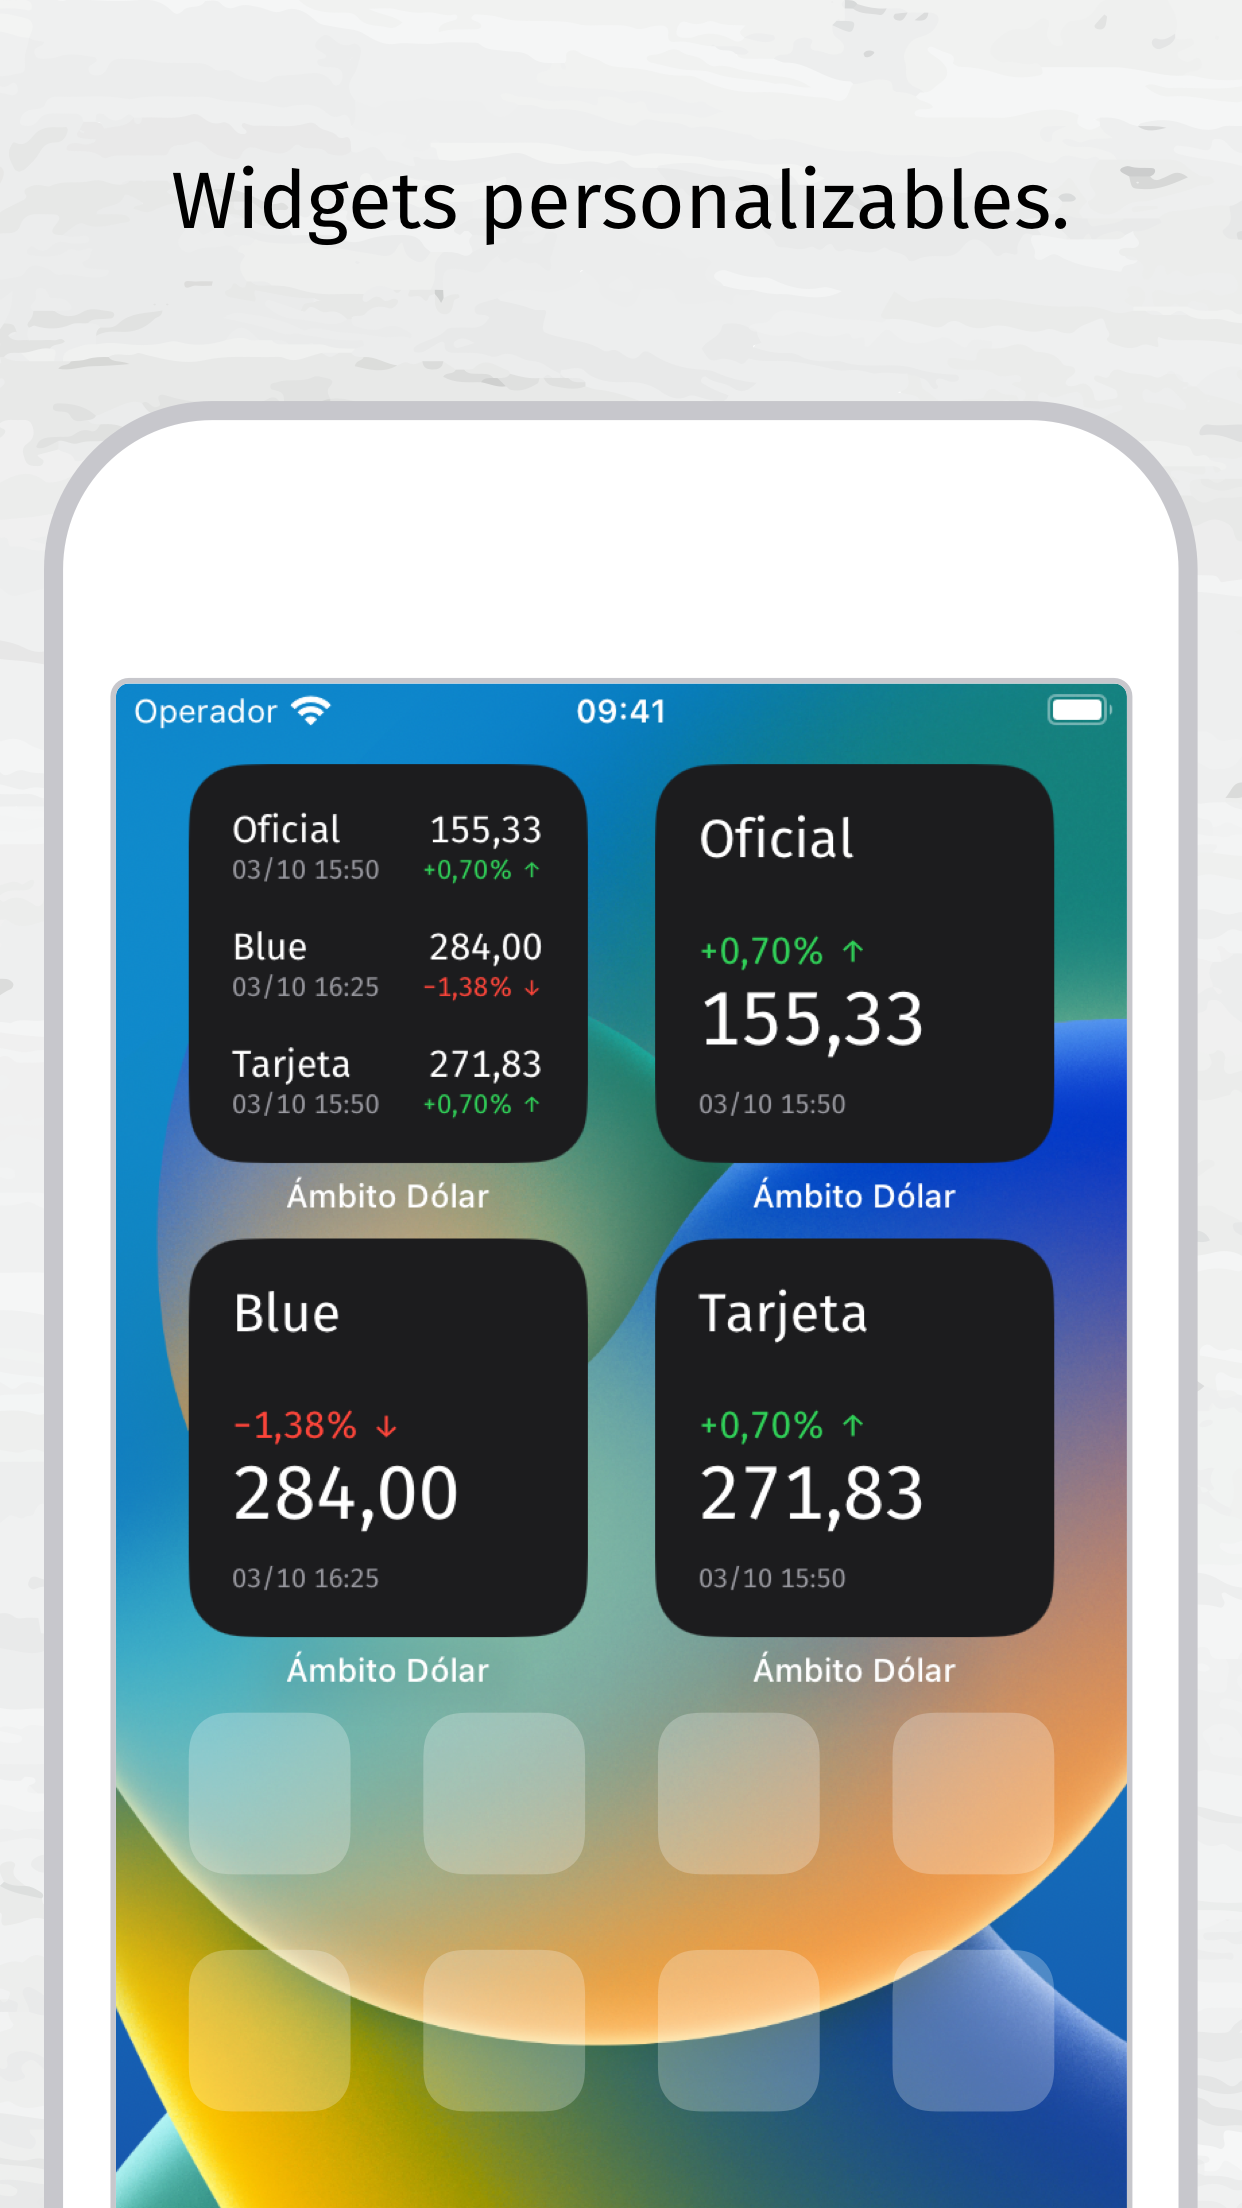 Widgets personalizables.
Operador 09:41
Oficial 155,33
03/10 15:50 +0,70% ↑
Blue 284,00
03/10 16:25 −1,38% ↓
Tarjeta 271,83
03/10 15:50 +0,70% ↑
Ámbito Dólar
Oficial
+0,70% ↑
155,33
03/10 15:50
Ámbito Dólar
Blue
−1,38% ↓
284,00
03/10 16:25
Ámbito Dólar
Tarjeta
+0,70% ↑
271,83
03/10 15:50
Ámbito Dólar